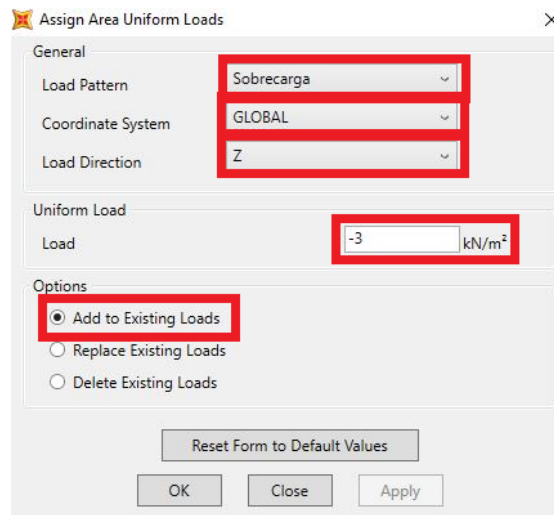 Assign Area Uniform Loads
General
Load Pattern Sobrecarga
Coordinate System GLOBAL
Load Direction Z
Uniform Load
Load -3 kN/m²
Options
Add to Existing Loads
Replace Existing Loads
Delete Existing Loads
Reset Form to Default Values
OK Close Apply